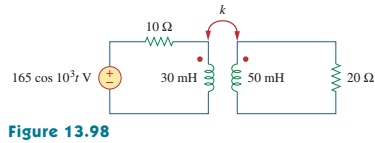 k
10 Ω
165 cos 10³t V
+
−
30 mH
50 mH
20 Ω
Figure 13.98